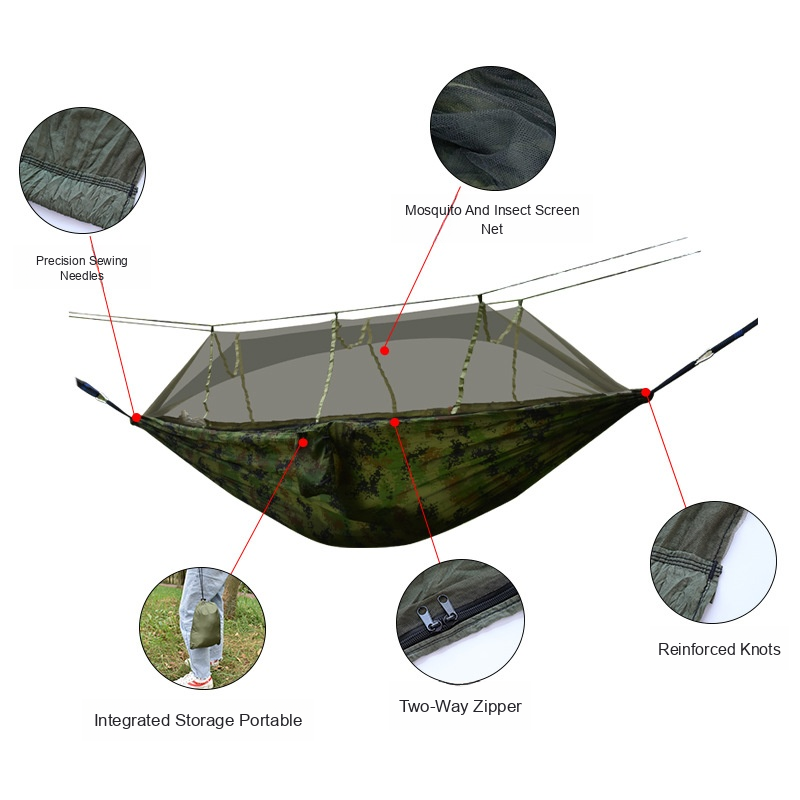 Mosquito And Insect Screen
Net
Precision Sewing
Needles
Reinforced Knots
Two-Way Zipper
Integrated Storage Portable